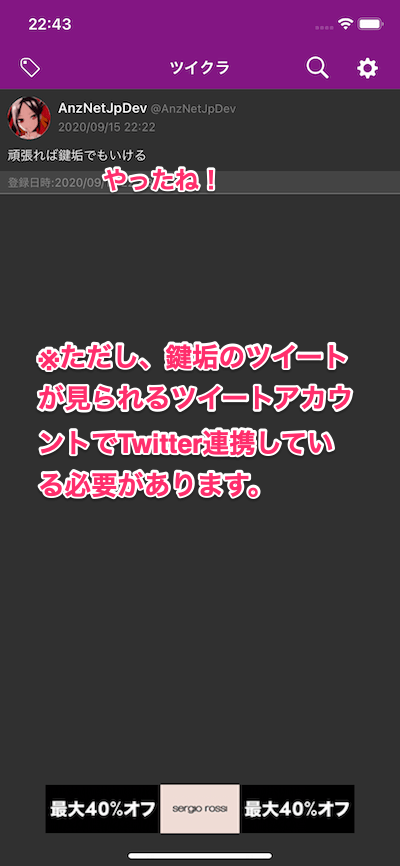 22:43
ツイクラ
AnzNetJpDev @AnzNetJpDev
2020/09/15 22:22
頑張れば鍵垢でもいける
登録日時:2020/09/
やったね！
※ただし、鍵垢のツイート
が見られるツイートアカウ
ントでTwitter連携してい
る必要があります。
最大40%オフ sergio rossi 最大40%オフ